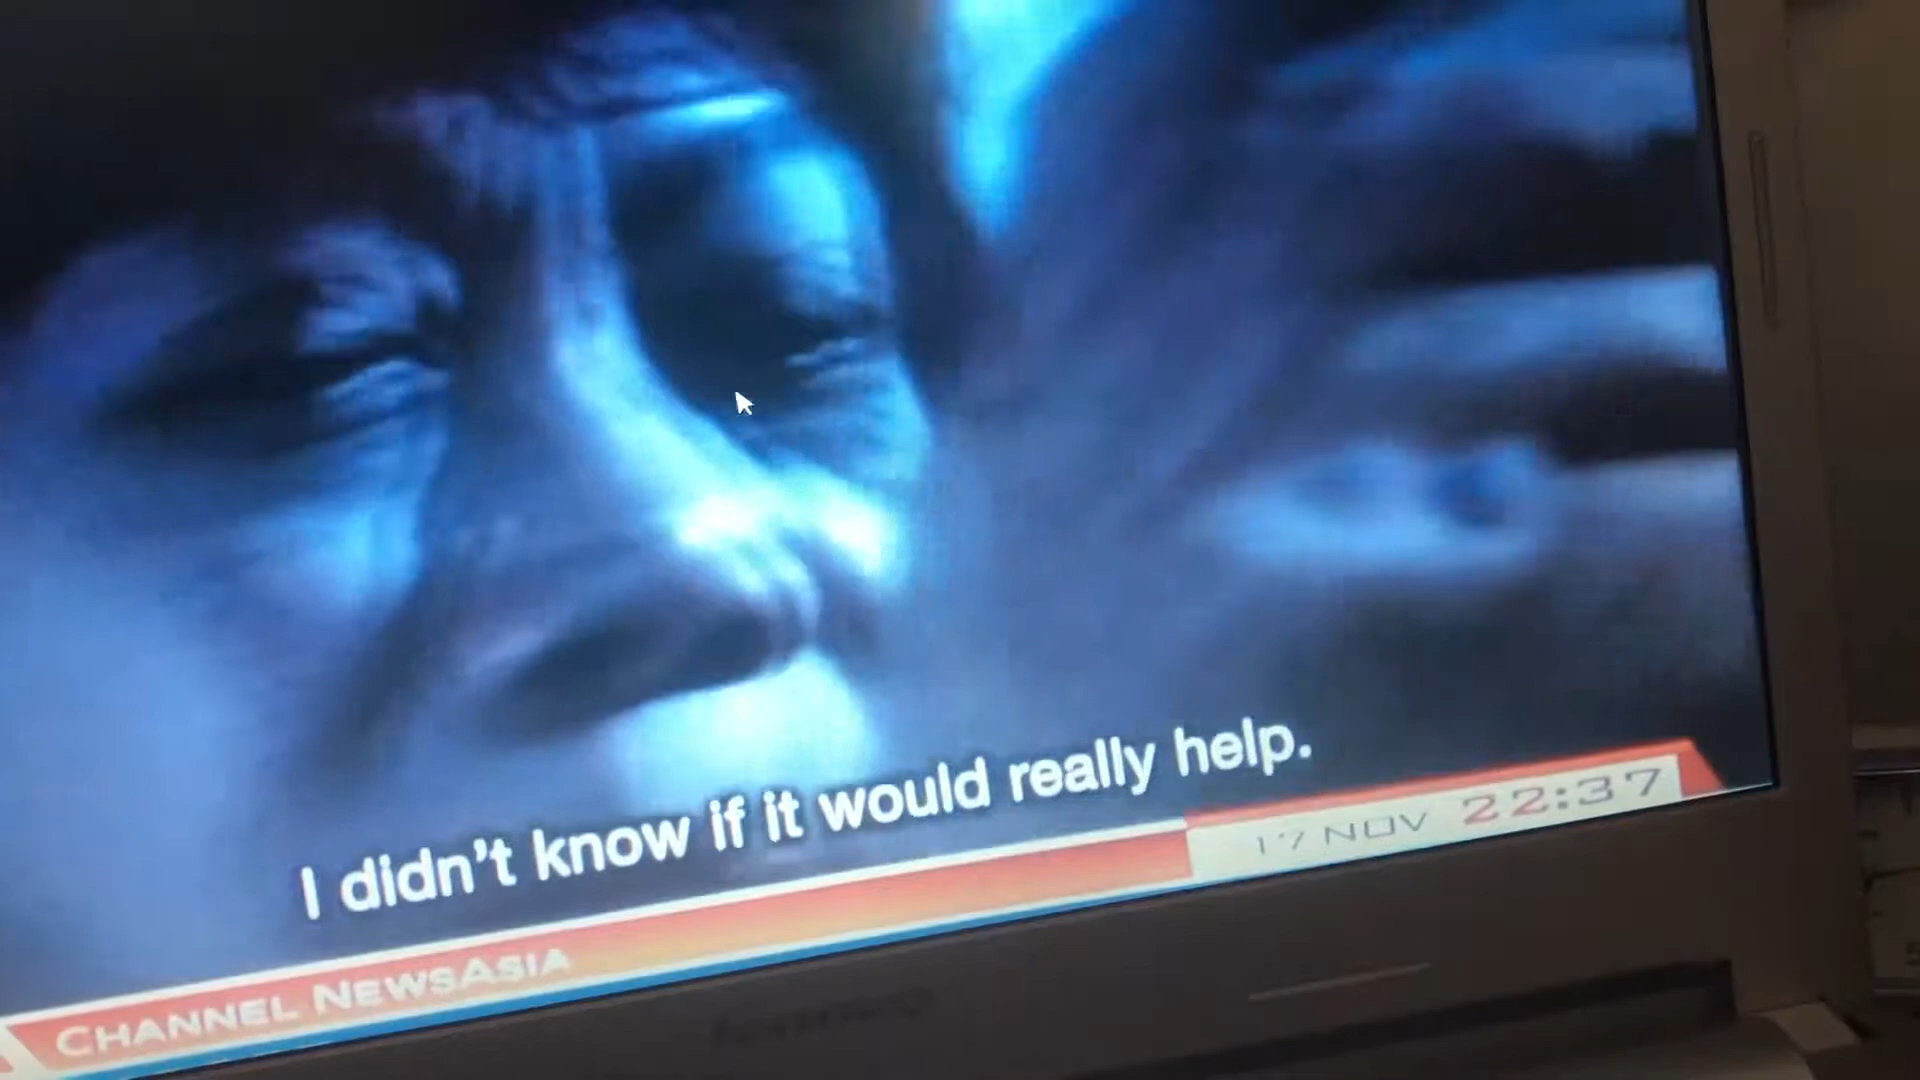 I didn't know if it would really help.
17 NOV 22:37
CHANNEL NEWSASIA